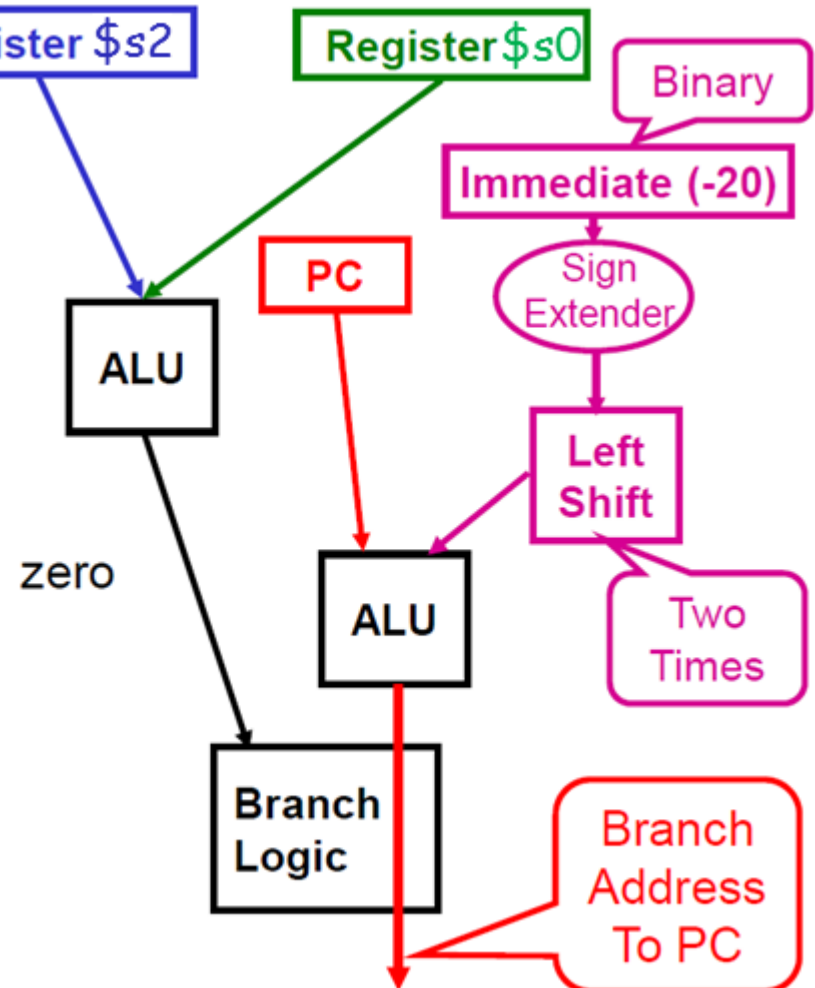 ister $s2
Register $s0
Binary
Immediate (-20)
Sign
Extender
PC
ALU
Left
Shift
zero
ALU
Two
Times
Branch
Logic
Branch
Address
To PC